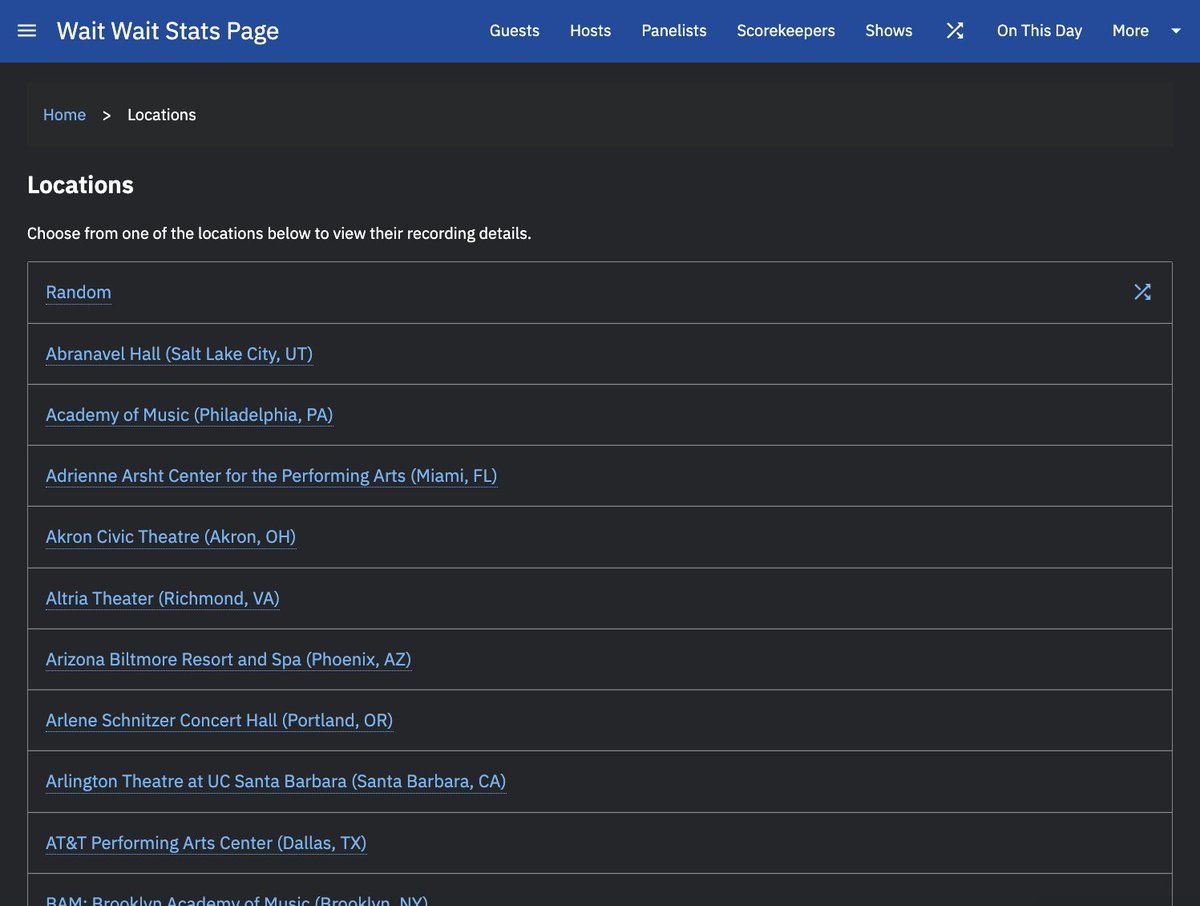 Wait Wait Stats Page
Guests
Hosts
Panelists
Scorekeepers
Shows
On This Day
More
Home > Locations
Locations
Choose from one of the locations below to view their recording details.
Random
Abranavel Hall (Salt Lake City, UT)
Academy of Music (Philadelphia, PA)
Adrienne Arsht Center for the Performing Arts (Miami, FL)
Akron Civic Theatre (Akron, OH)
Altria Theater (Richmond, VA)
Arizona Biltmore Resort and Spa (Phoenix, AZ)
Arlene Schnitzer Concert Hall (Portland, OR)
Arlington Theatre at UC Santa Barbara (Santa Barbara, CA)
AT&T Performing Arts Center (Dallas, TX)
BAM: Brooklyn Academy of Music (Brooklyn, NY)